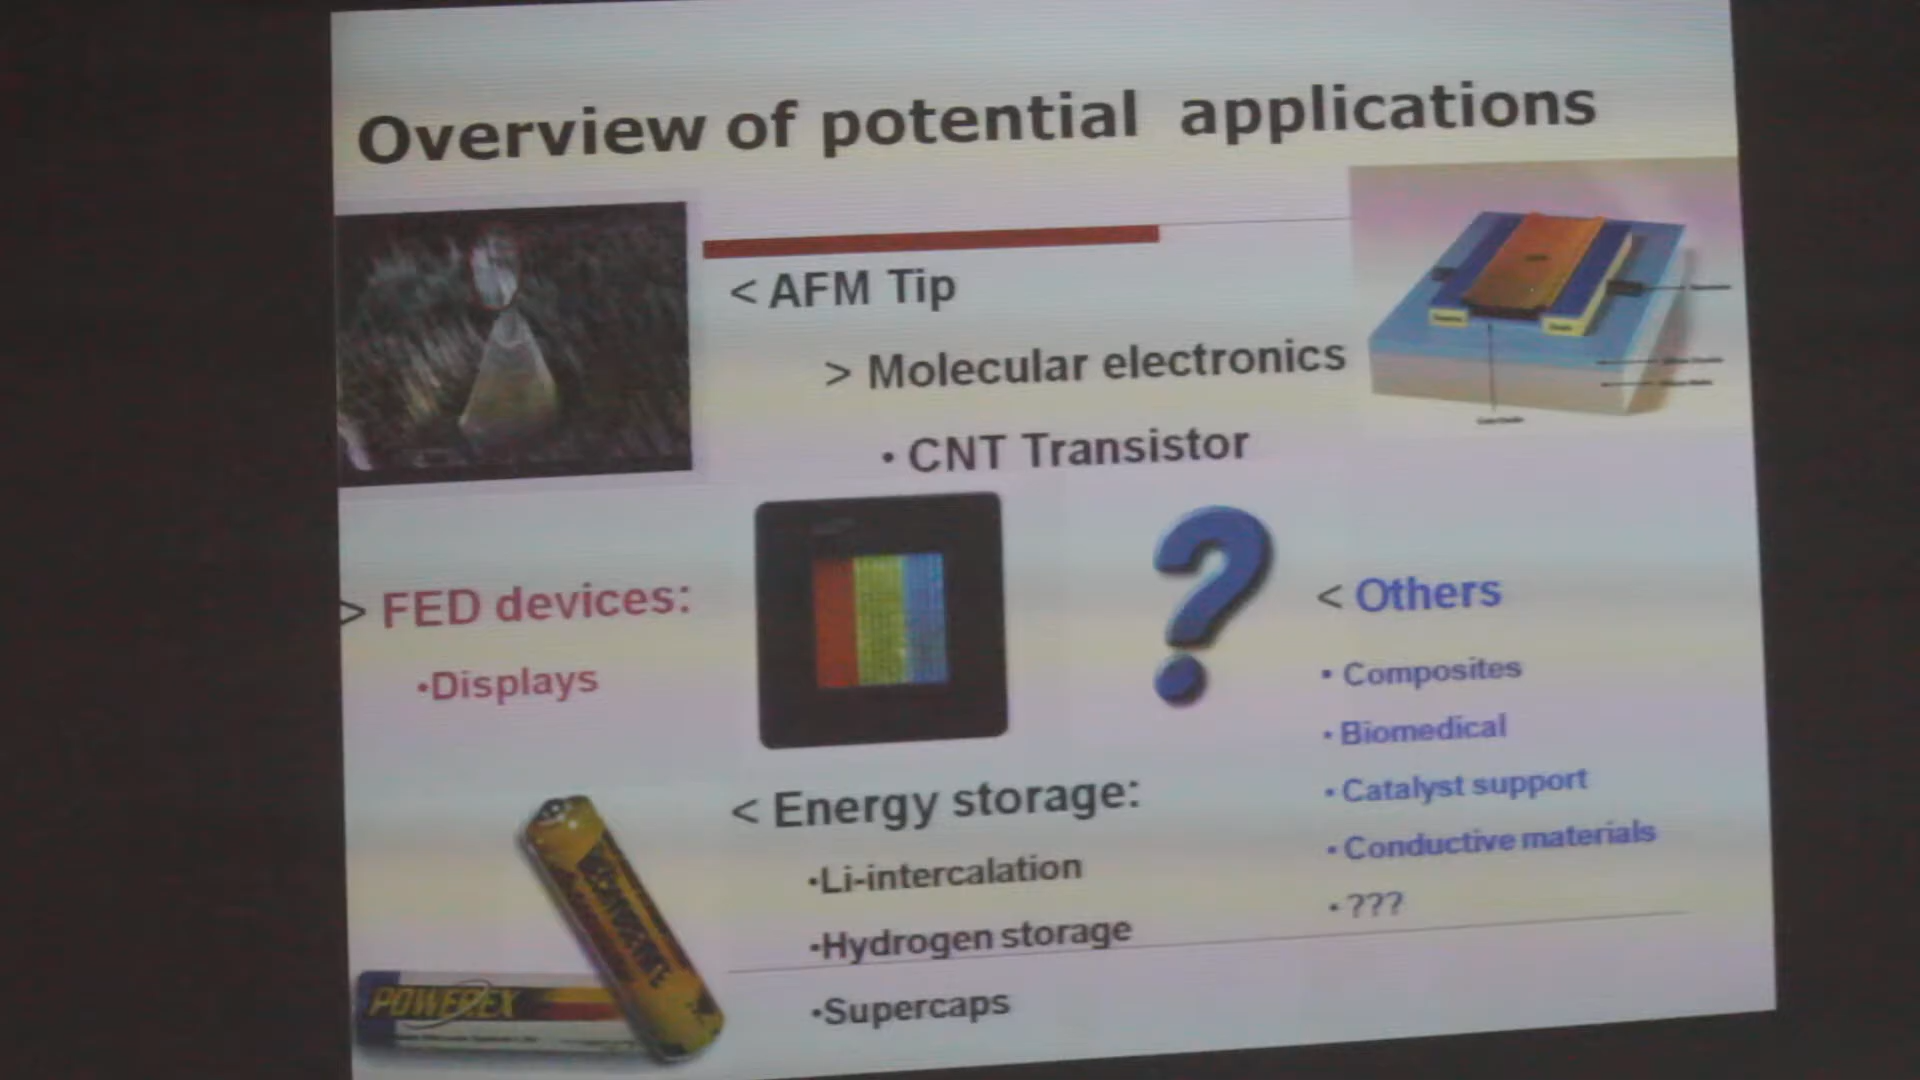 Overview of potential applications
< AFM Tip
> Molecular electronics
• CNT Transistor
> FED devices:
•Displays
< Others
• Composites
• Biomedical
• Catalyst support
• Conductive materials
• ???
< Energy storage:
•Li-intercalation
•Hydrogen storage
•Supercaps
POWEREX